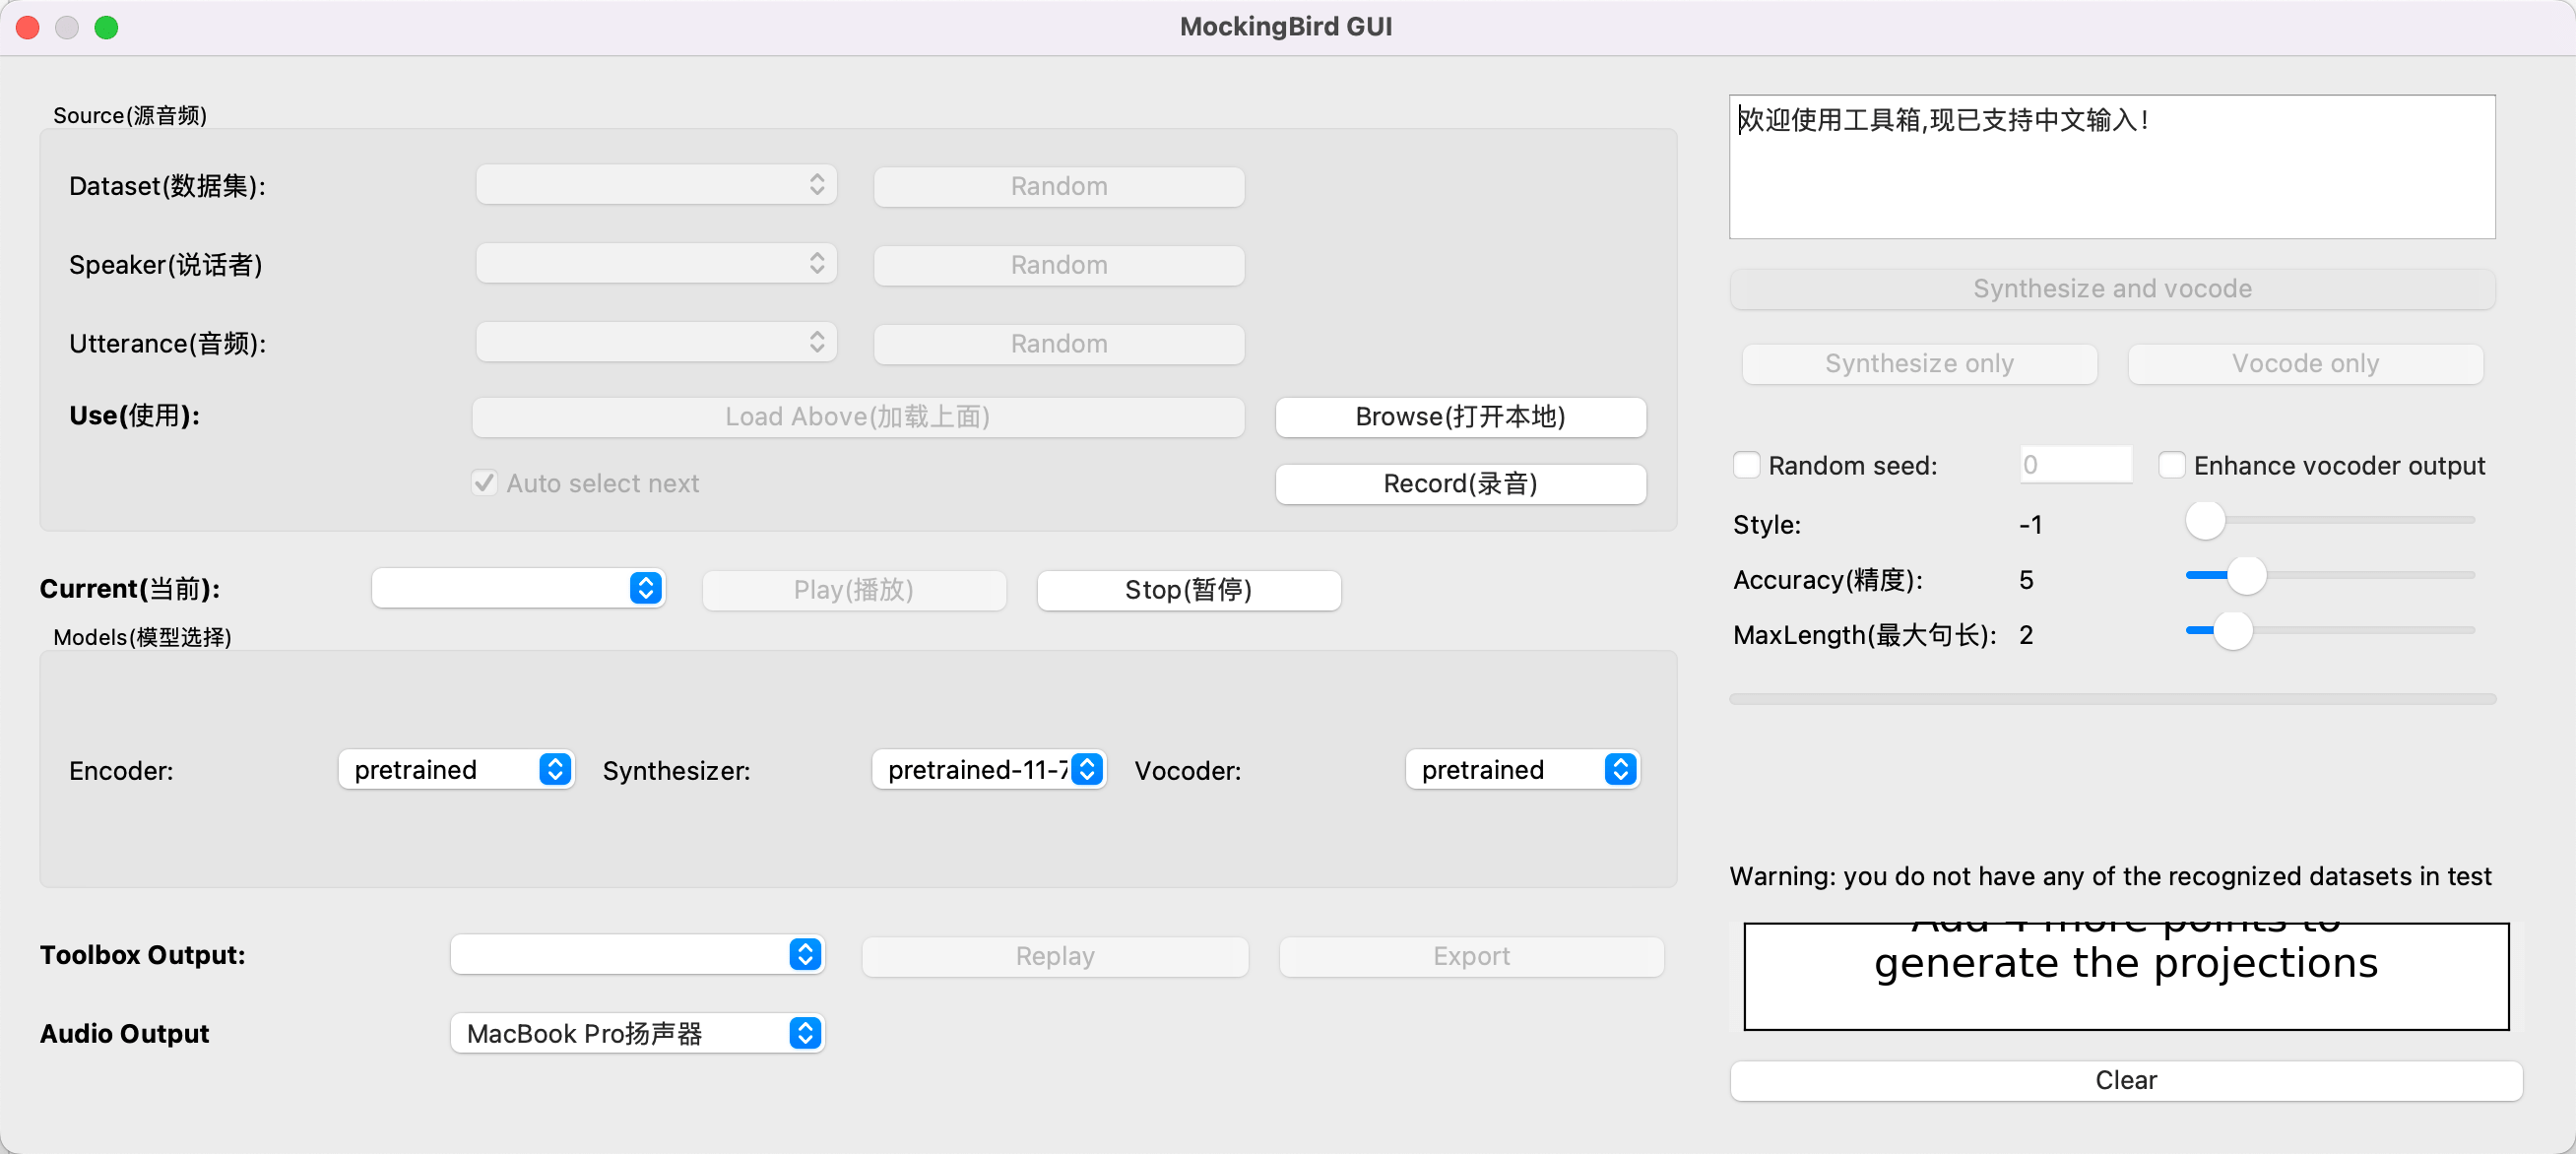 MockingBird GUI
Source(源音频)
Dataset(数据集):
Random
Speaker(说话者)
Random
Utterance(音频):
Random
Use(使用):
Load Above(加载上面)
Browse(打开本地)
Auto select next
Record(录音)
Current(当前):
Play(播放)
Stop(暂停)
Models(模型选择)
Encoder:
pretrained
Synthesizer:
pretrained-11-7
Vocoder:
pretrained
Toolbox Output:
Replay
Export
Audio Output
MacBook Pro扬声器
欢迎使用工具箱,现已支持中文输入!
Synthesize and vocode
Synthesize only
Vocode only
Random seed:
0
Enhance vocoder output
Style:
-1
Accuracy(精度):
5
MaxLength(最大句长):
2
Warning: you do not have any of the recognized datasets in test
Add 4 more points to
generate the projections
Clear